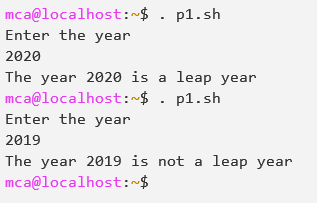 mca@localhost:~$ . p1.sh
Enter the year
2020
The year 2020 is a leap year
mca@localhost:~$ . p1.sh
Enter the year
2019
The year 2019 is not a leap year
mca@localhost:~$